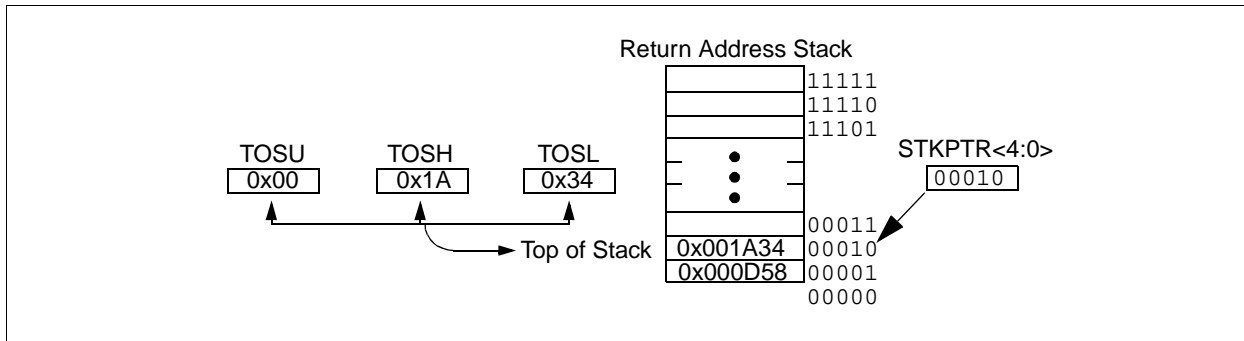 Return Address Stack
11111
11110
11101
TOSU TOSH TOSL STKPTR<4:0>
0x00 0x1A 0x34 00010
00011
Top of Stack 0x001A34 00010
0x000D58 00001
00000